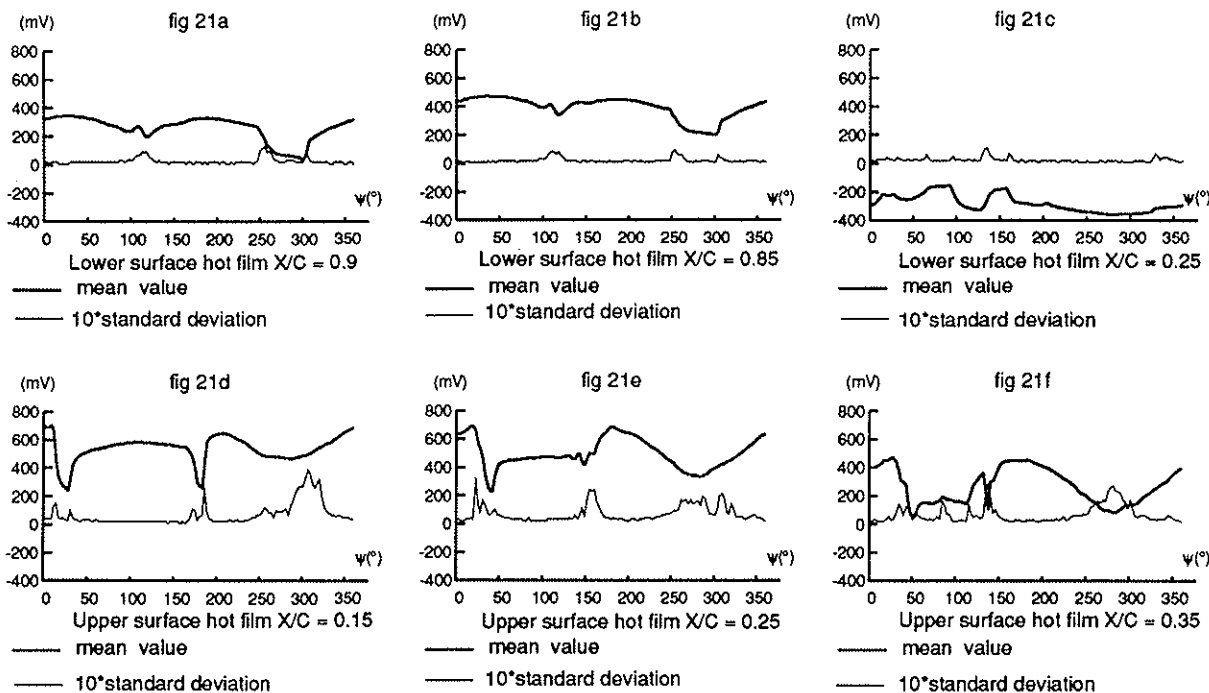 (mV) fig 21a
800
600
400
200
0
-200
-400
Ψ(°)
0 50 100 150 200 250 300 350
Lower surface hot film X/C = 0.9
mean value
10*standard deviation
(mV) fig 21b
800
600
400
200
0
-200
-400
Ψ(°)
0 50 100 150 200 250 300 350
Lower surface hot film X/C = 0.85
mean value
10*standard deviation
(mV) fig 21c
800
600
400
200
0
-200
-400
Ψ(°)
0 50 100 150 200 250 300 350
Lower surface hot film X/C = 0.25
mean value
10*standard deviation
(mV) fig 21d
800
600
400
200
0
-200
-400
Ψ(°)
0 50 100 150 200 250 300 350
Upper surface hot film X/C = 0.15
mean value
10*standard deviation
(mV) fig 21e
800
600
400
200
0
-200
-400
Ψ(°)
0 50 100 150 200 250 300 350
Upper surface hot film X/C = 0.25
mean value
10*standard deviation
(mV) fig 21f
800
600
400
200
0
-200
-400
Ψ(°)
0 50 100 150 200 250 300 350
Upper surface hot film X/C = 0.35
mean value
10*standard deviation